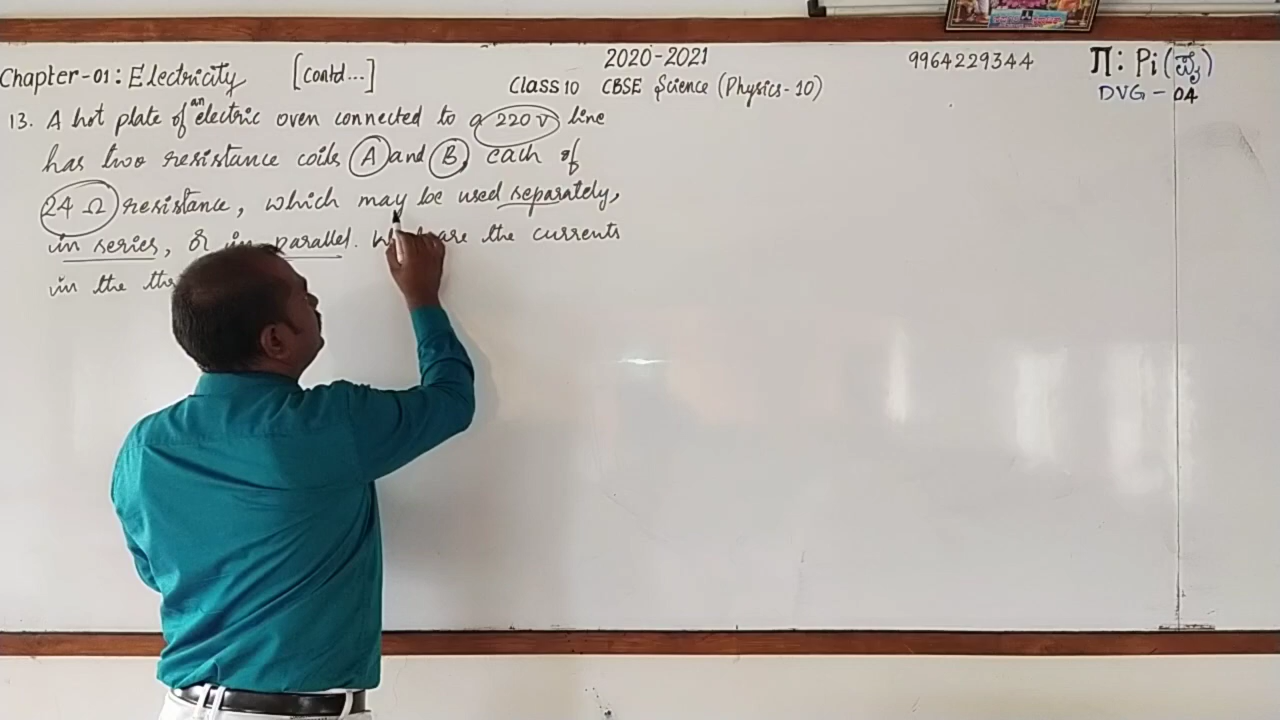 2020-2021
9964229344
∏: Pi (ಪೈ)
Chapter-01: Electricity [Contd...]
Class 10 CBSE Science (Physics-10)
DVG - 04
13. A hot plate of an electric oven connected to a 220 V line
has two resistance coils A and B, each of
24 Ω resistance, which may be used separately,
in series, or in parallel. are the currents
in the